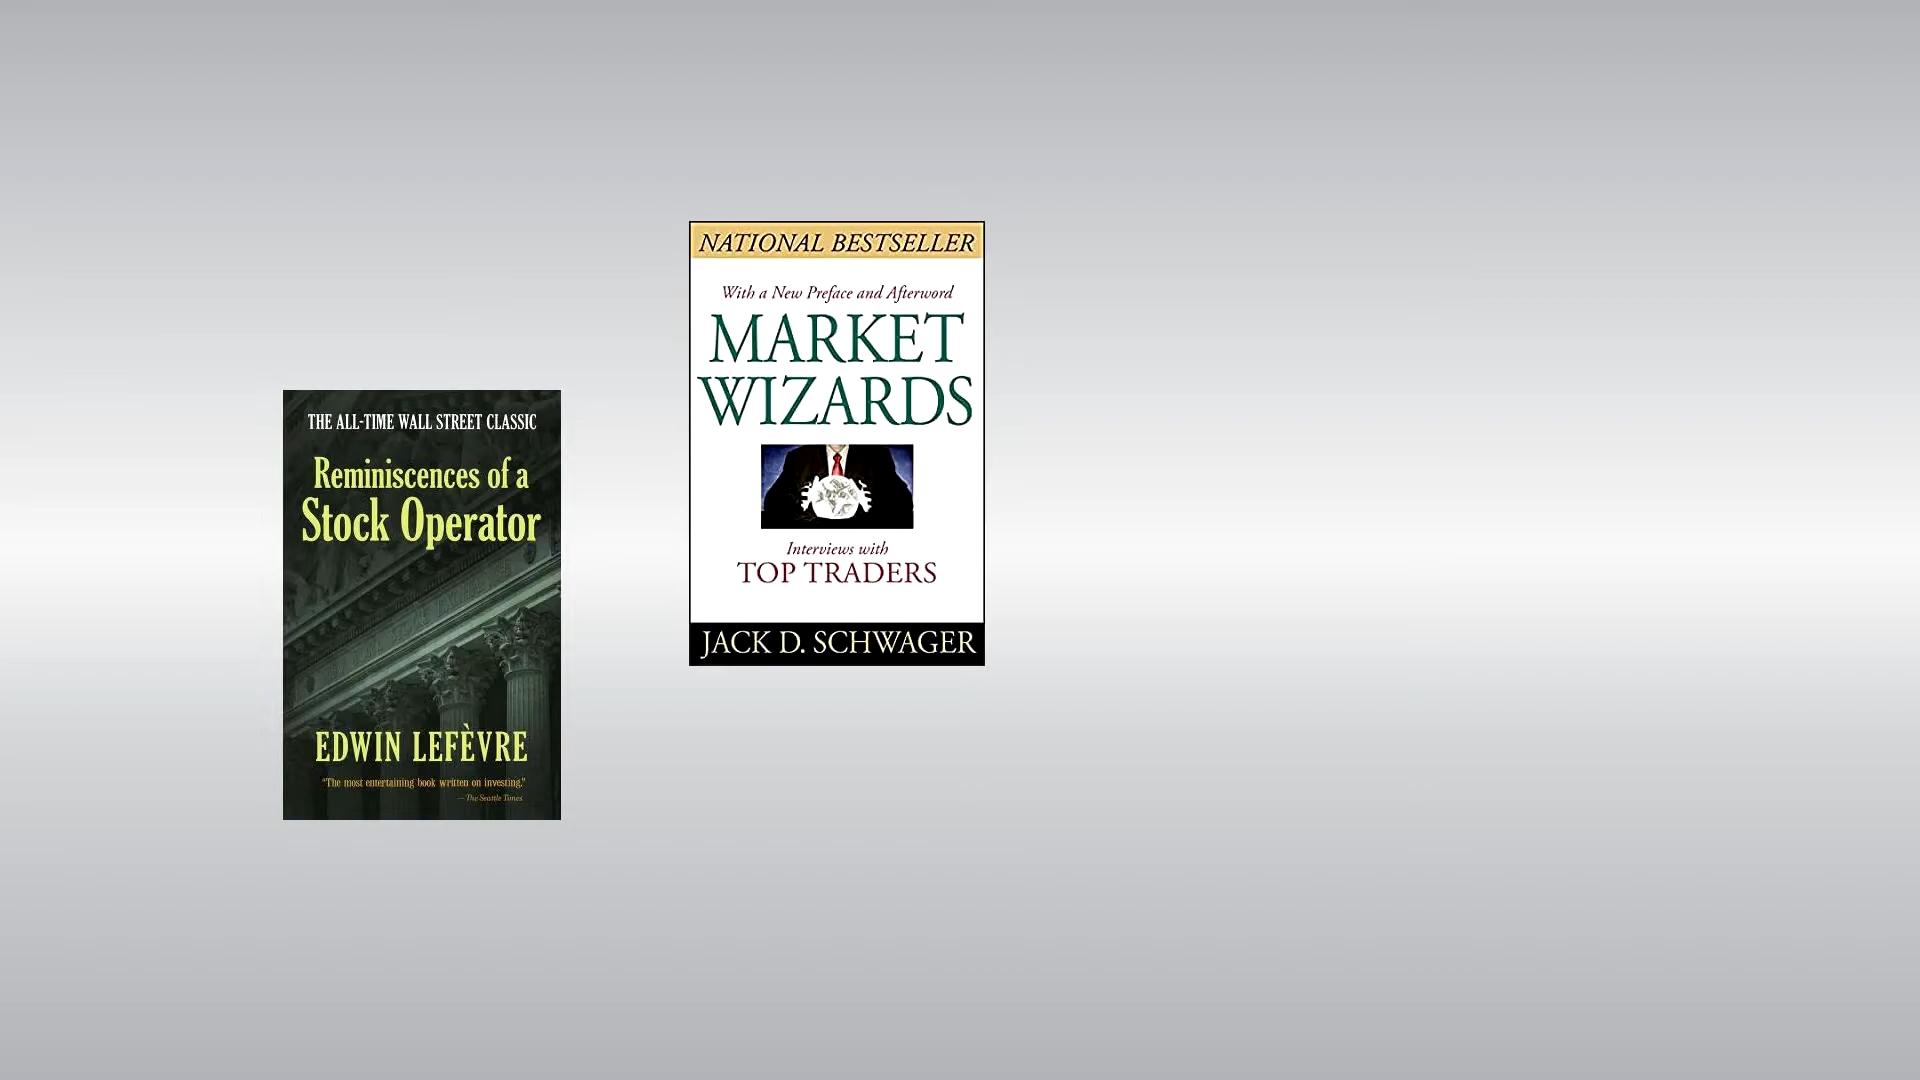 THE ALL-TIME WALL STREET CLASSIC
Reminiscences of a
Stock Operator
EDWIN LEFÈVRE
"The most entertaining book written on investing."
—The Seattle Times
NATIONAL BESTSELLER
With a New Preface and Afterword
MARKET
WIZARDS
Interviews with
TOP TRADERS
JACK D. SCHWAGER